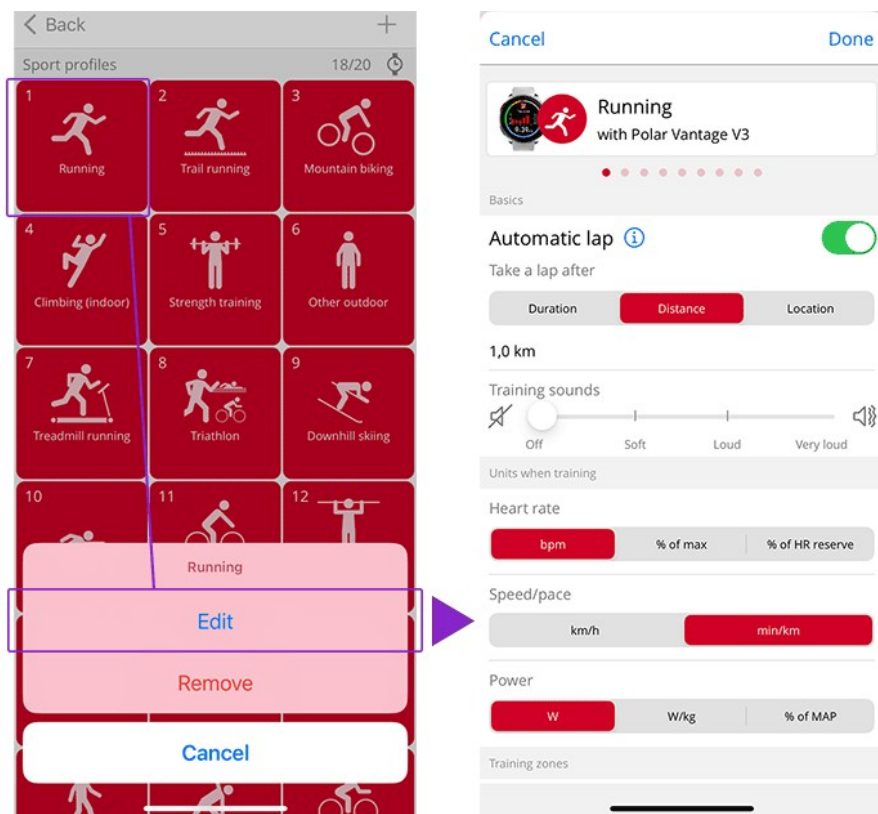 Back
Sport profiles 18/20
1 2 3
Running Trail running Mountain biking
4 5 6
Climbing (indoor) Strength training Other outdoor
7 8 9
Treadmill running Triathlon Downhill skiing
10 11 12
Running
Edit
Remove
Cancel
Cancel Done
Running
with Polar Vantage V3
Basics
Automatic lap
Take a lap after
Duration Distance Location
1,0 km
Training sounds
Off Soft Loud Very loud
Units when training
Heart rate
bpm % of max % of HR reserve
Speed/pace
km/h min/km
Power
W W/kg % of MAP
Training zones